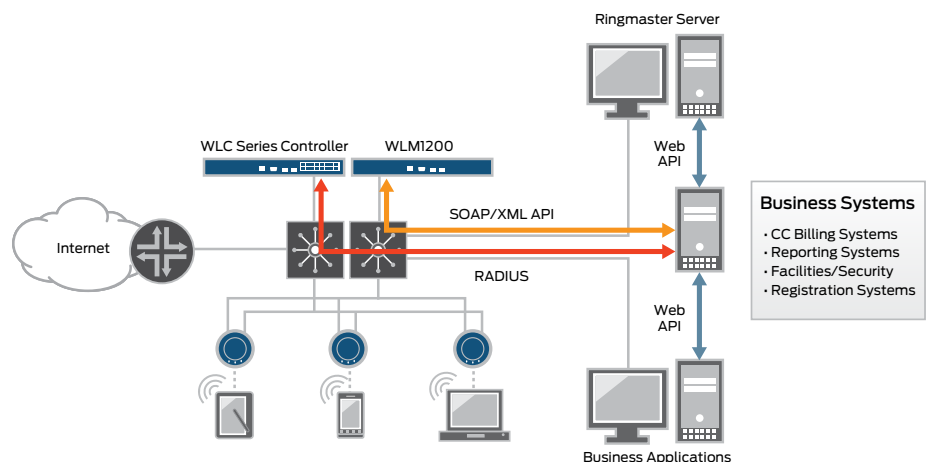 Ringmaster Server
WLC Series Controller
WLM1200
Web
API
SOAP/XML API
Internet
RADIUS
Business Systems
· CC Billing Systems
· Reporting Systems
· Facilities/Security
· Registration Systems
Web
API
Business Applications